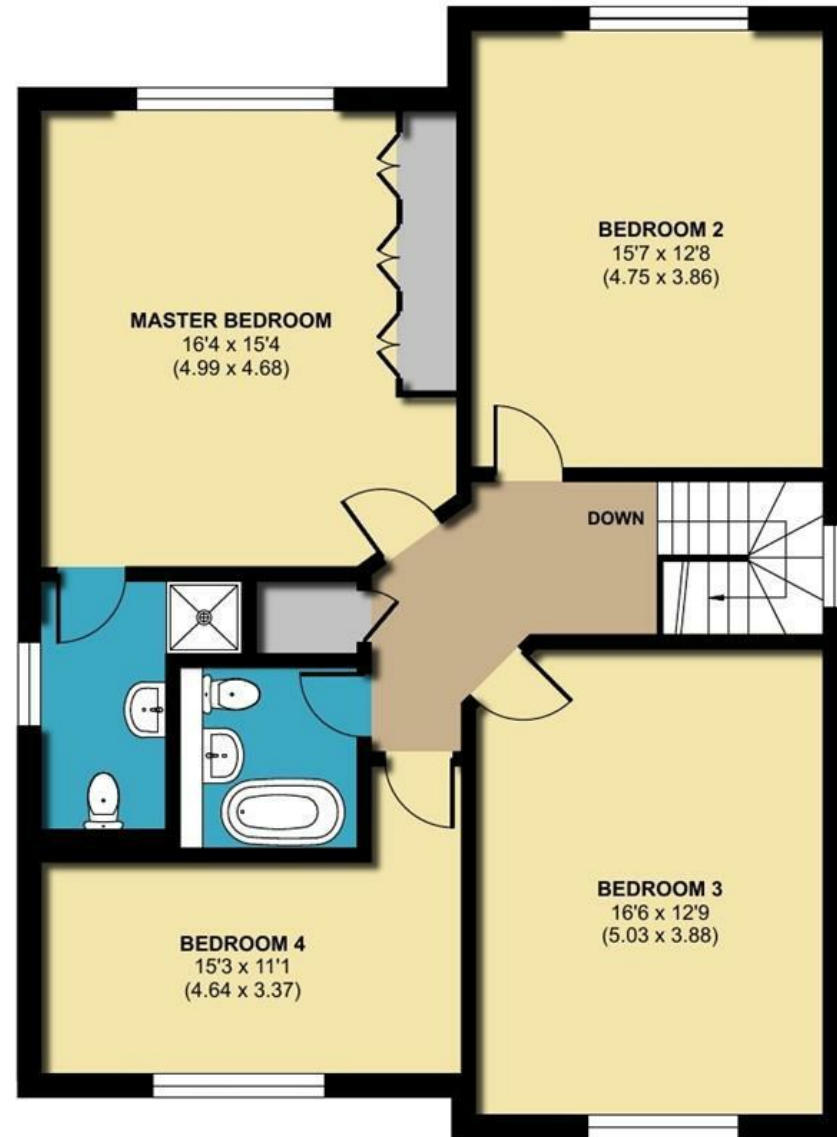 BEDROOM 2
15'7 x 12'8
(4.75 x 3.86)
MASTER BEDROOM
16'4 x 15'4
(4.99 x 4.68)
DOWN
BEDROOM 3
16'6 x 12'9
(5.03 x 3.88)
BEDROOM 4
15'3 x 11'1
(4.64 x 3.37)